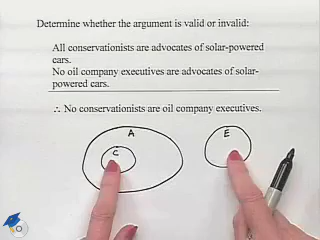 Determine whether the argument is valid or invalid:
All conservationists are advocates of solar-powered
cars.
No oil company executives are advocates of solar-
powered cars.
∴ No conservationists are oil company executives.
A
E
C